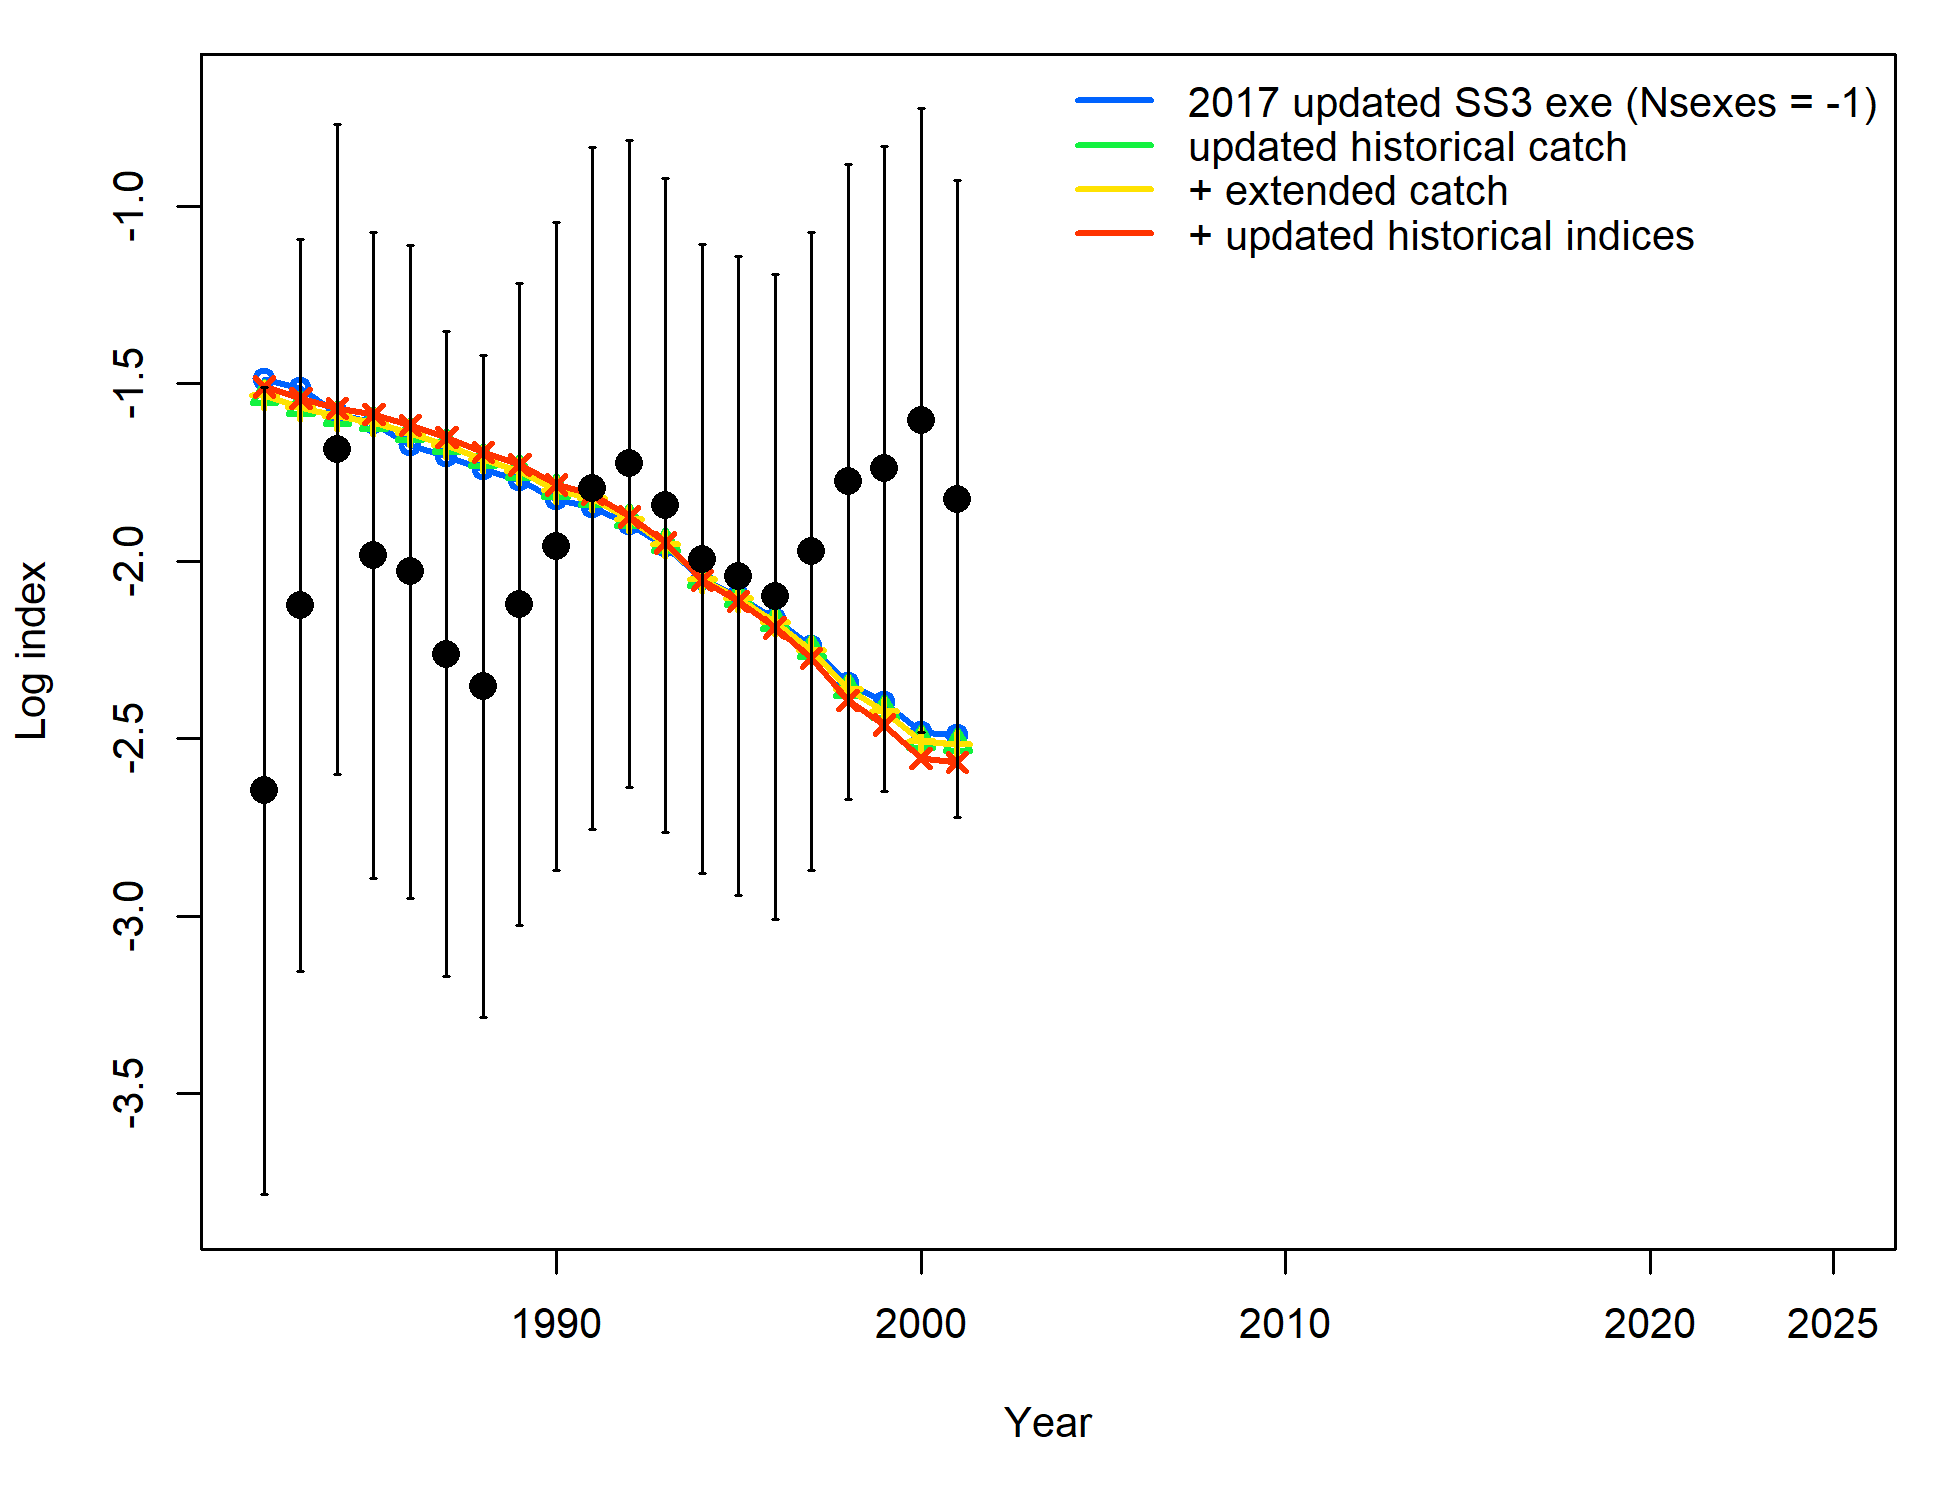 2017 updated SS3 exe (Nsexes = -1)
updated historical catch
+ extended catch
+ updated historical indices
Log index
-1.0
-1.5
-2.0
-2.5
-3.0
-3.5
1990 2000 2010 2020 2025
Year